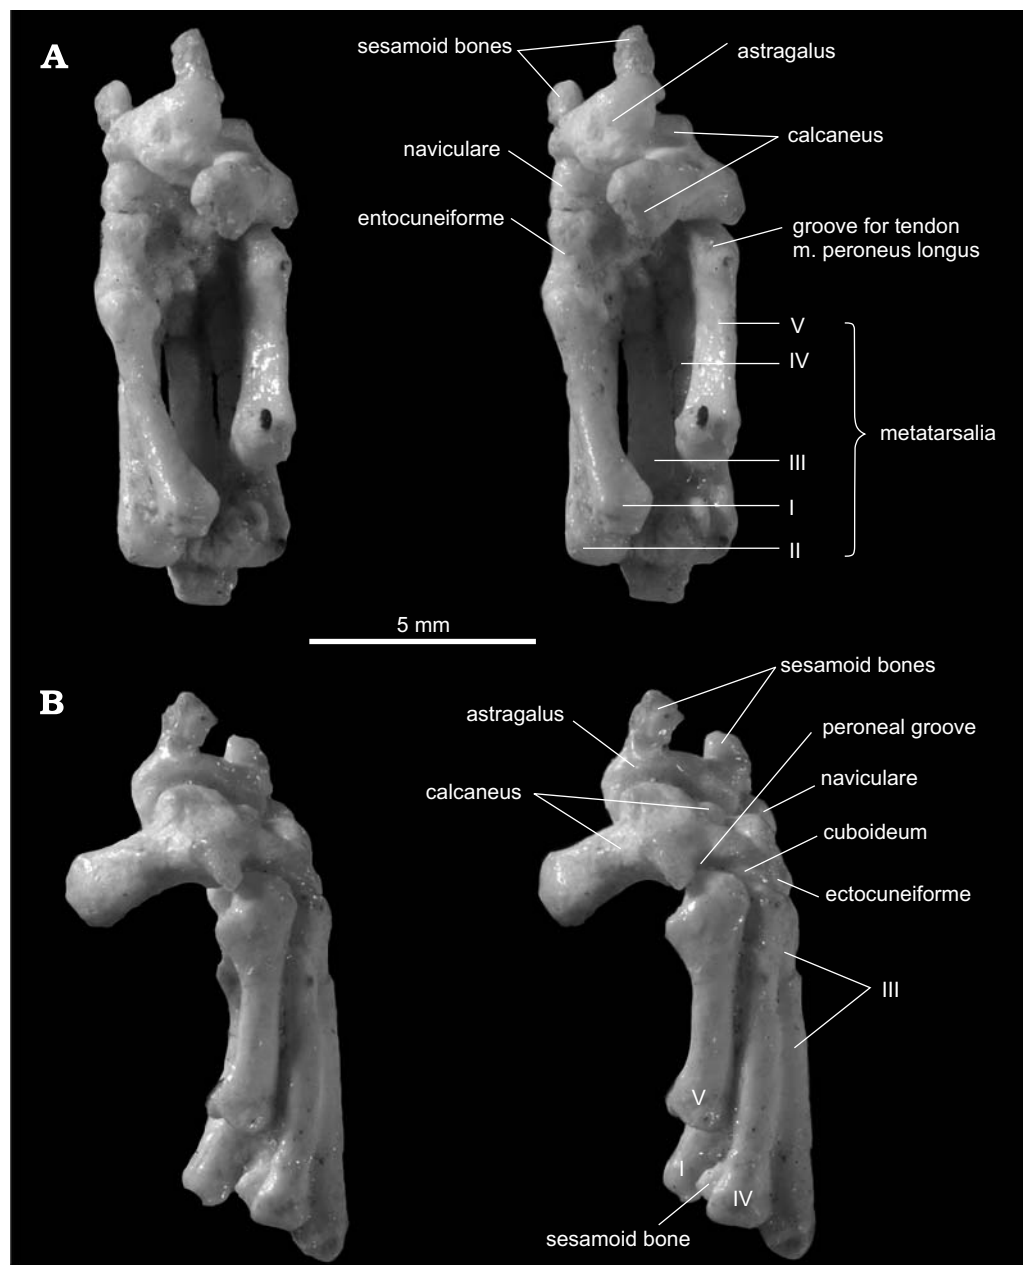 A
sesamoid bones
astragalus
calcaneus
naviculare
entocuneiforme
groove for tendon
m. peroneus longus
V
IV
metatarsalia
III
I
II
5 mm
B
sesamoid bones
astragalus
peroneal groove
naviculare
calcaneus
cuboideum
ectocuneiforme
III
V
I
IV
sesamoid bone